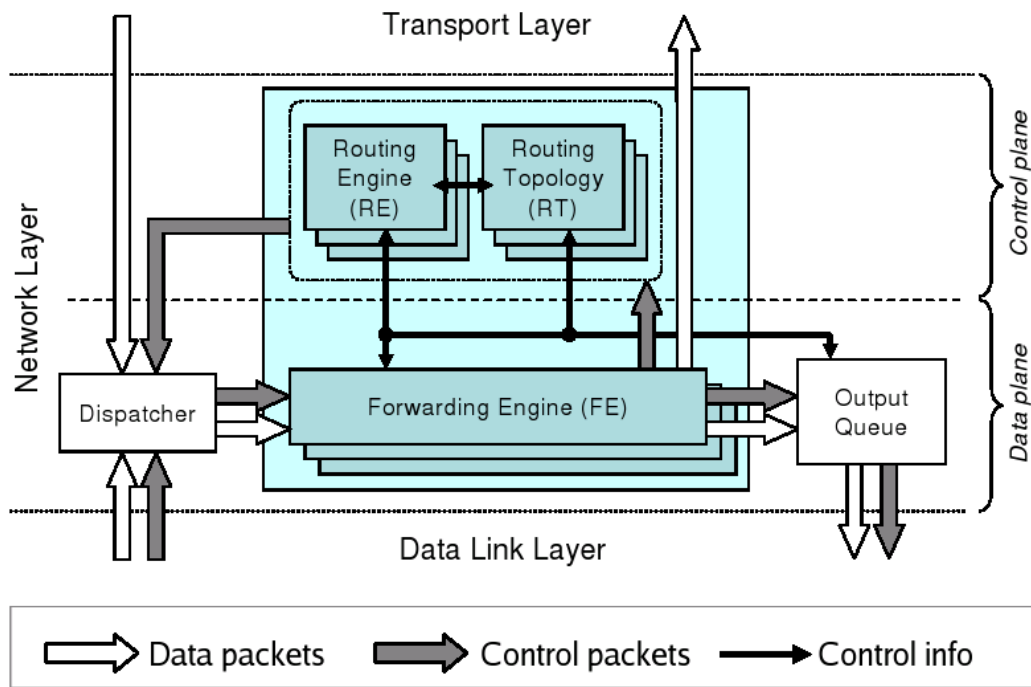 Transport Layer
Network Layer
Control plane
Data plane
Routing
Engine
(RE)
Routing
Topology
(RT)
Dispatcher
Forwarding Engine (FE)
Output
Queue
Data Link Layer
Data packets
Control packets
Control info